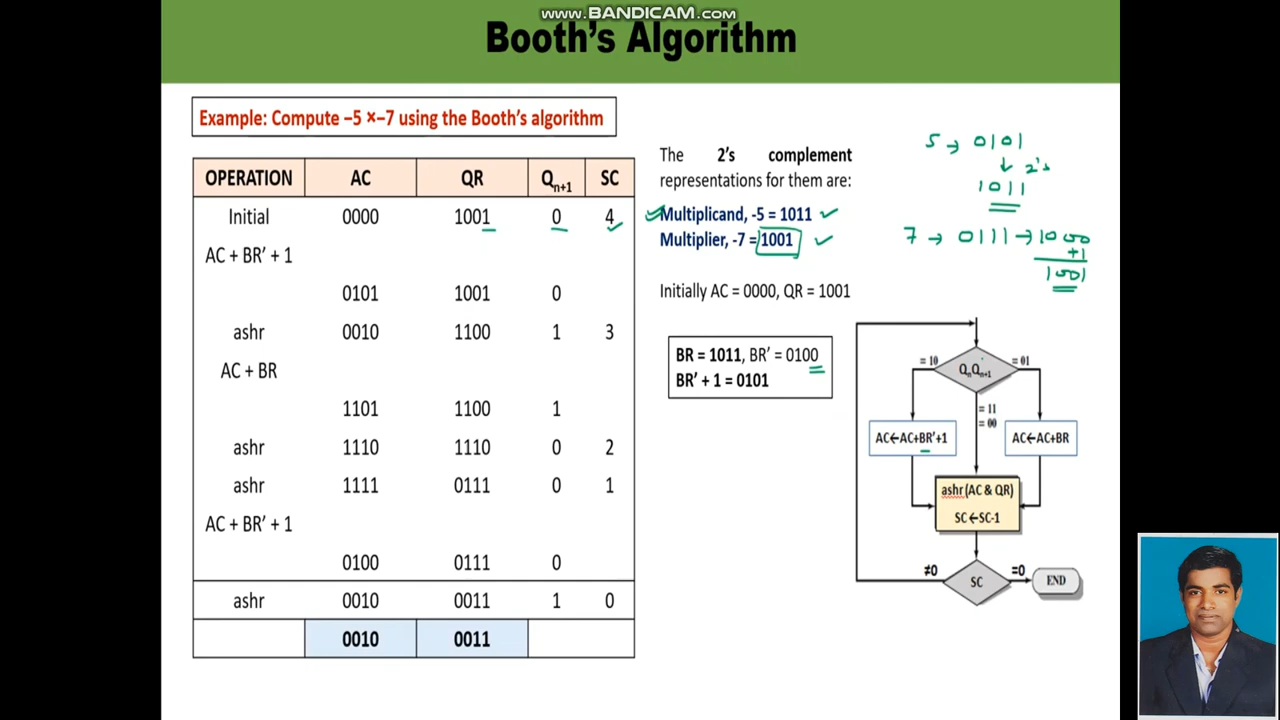 www.BANDICAM.com
Booth's Algorithm
Example: Compute –5 ×–7 using the Booth's algorithm
OPERATION AC QR Qn+1 SC
Initial 0000 1001 0 4
AC + BR' + 1
0101 1001 0
ashr 0010 1100 1 3
AC + BR
1101 1100 1
ashr 1110 1110 0 2
ashr 1111 0111 0 1
AC + BR' + 1
0100 0111 0
ashr 0010 0011 1 0
0010 0011
The 2's complement
representations for them are:
Multiplicand, -5 = 1011
Multiplier, -7 = 1001
Initially AC = 0000, QR = 1001
BR = 1011, BR' = 0100
BR' + 1 = 0101
5 → 0101
↓ 2's
1011
7 → 0111 → 1000
+1
1001
= 10 QnQn+1 = 01
= 11
= 00
AC←AC+BR'+1 AC←AC+BR
ashr (AC & QR)
SC←SC-1
≠0 SC =0 END